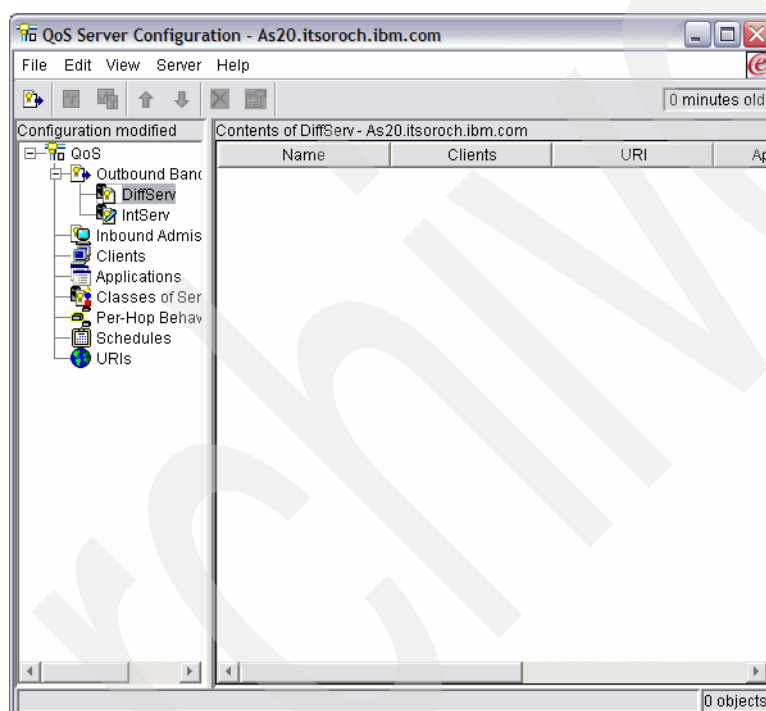 QoS Server Configuration - As20.itsoroch.ibm.com
File Edit View Server Help
0 minutes old
Configuration modified
Contents of DiffServ - As20.itsoroch.ibm.com
Name Clients URI Ap
QoS
Outbound Band
DiffServ
IntServ
Inbound Admis
Clients
Applications
Classes of Ser
Per-Hop Behav
Schedules
URIs
0 objects